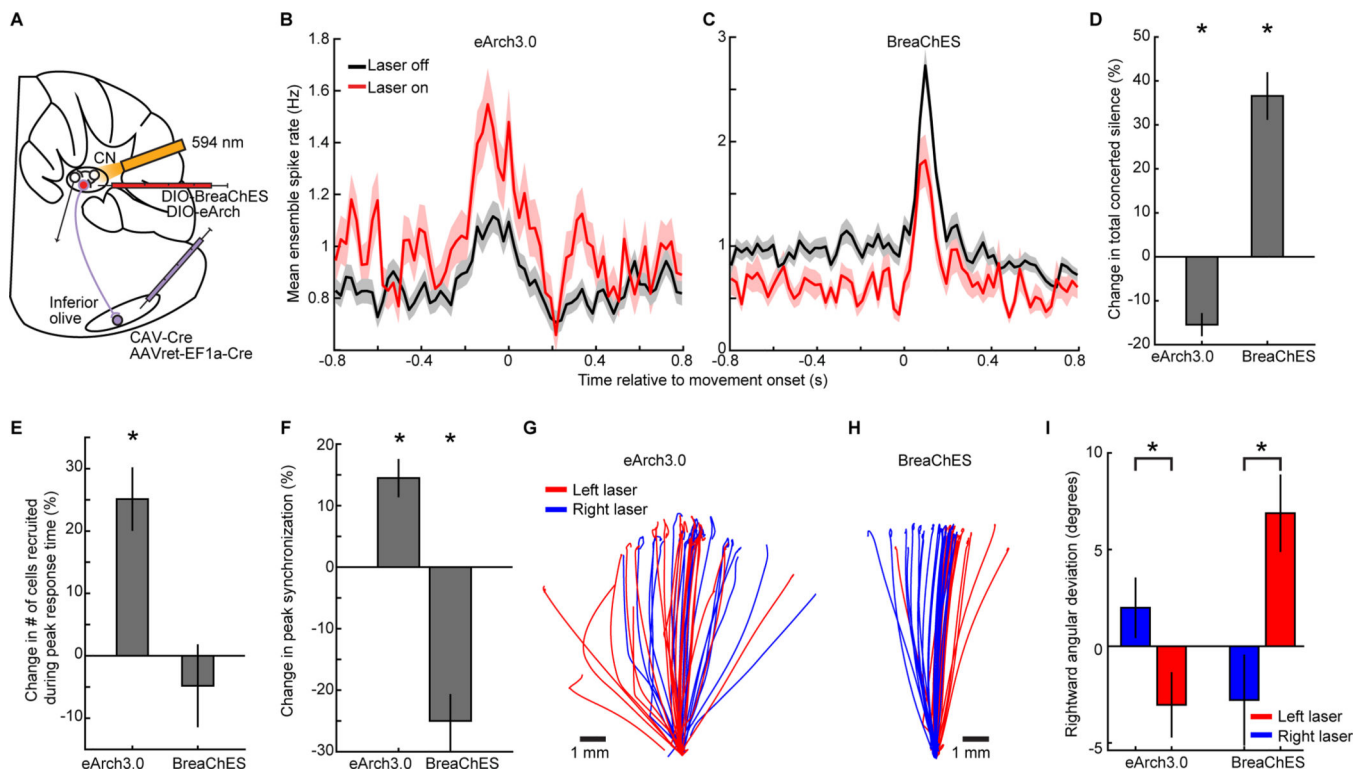 A
CN
594 nm
DIO-BreaChES
DIO-eArch
Inferior
olive
CAV-Cre
AAVret-EF1a-Cre
B
eArch3.0
Laser off
Laser on
Mean ensemble spike rate (Hz)
1.8
1.6
1.4
1.2
1
0.8
-0.8
-0.4
0
0.4
0.8
C
BreaChES
3
2
1
0
-0.8
-0.4
0
0.4
0.8
Time relative to movement onset (s)
D
Change in total concerted silence (%)
*
*
50
40
30
20
10
0
-10
-20
eArch3.0
BreaChES
E
Change in # of cells recruited
during peak response time (%)
*
30
20
10
0
-10
eArch3.0
BreaChES
F
Change in peak synchronization (%)
*
*
20
10
0
-10
-20
-30
eArch3.0
BreaChES
G
eArch3.0
Left laser
Right laser
1 mm
H
BreaChES
1 mm
I
Rightward angular deviation (degrees)
*
*
10
5
0
-5
Left laser
Right laser
eArch3.0
BreaChES